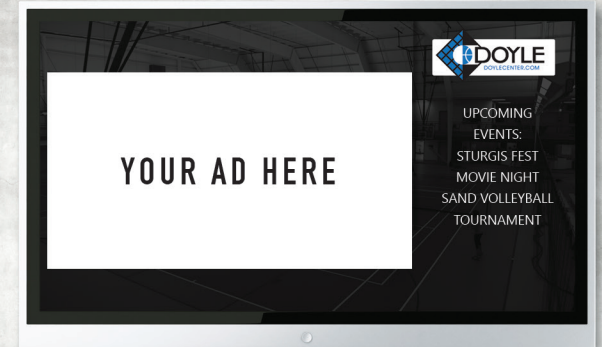 YOUR AD HERE
DOYLE
DOYLECENTER.COM
UPCOMING
EVENTS:
STURGIS FEST
MOVIE NIGHT
SAND VOLLEYBALL
TOURNAMENT